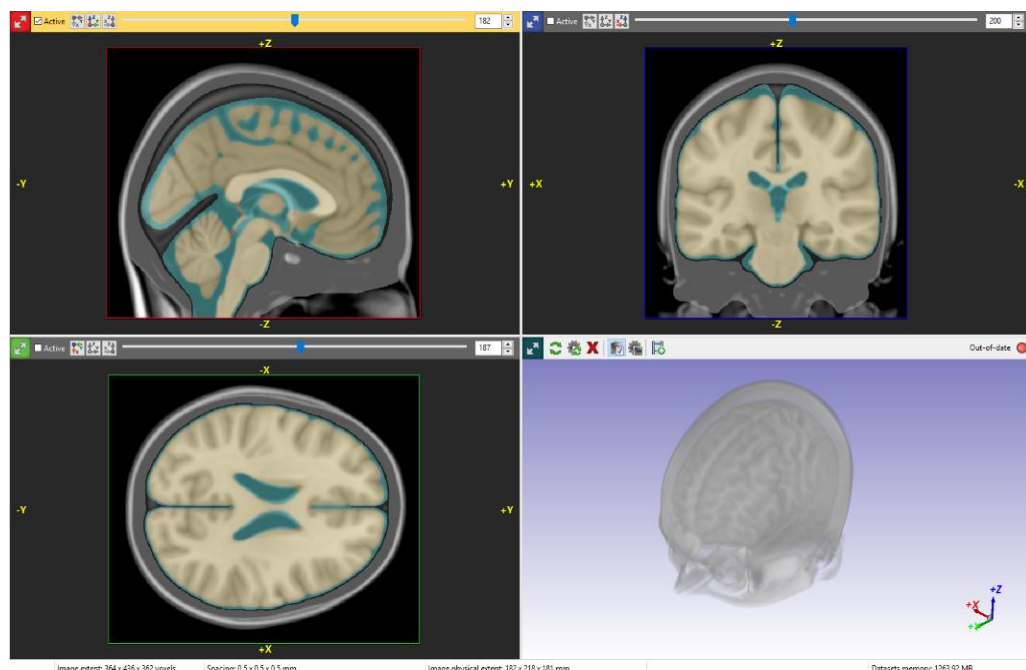 Active 182 Active 200
+Z +Z
-Y +Y +X -X
-Z -Z
Active 187 Out-of-date
-X
-Y +Y
+Z
+X
+X
Image extent: 364 x 436 x 362 voxels Spacing: 0.5 x 0.5 x 0.5 mm Image physical extent: 182 x 218 x 181 mm Datasets memory: 1263.92 MB